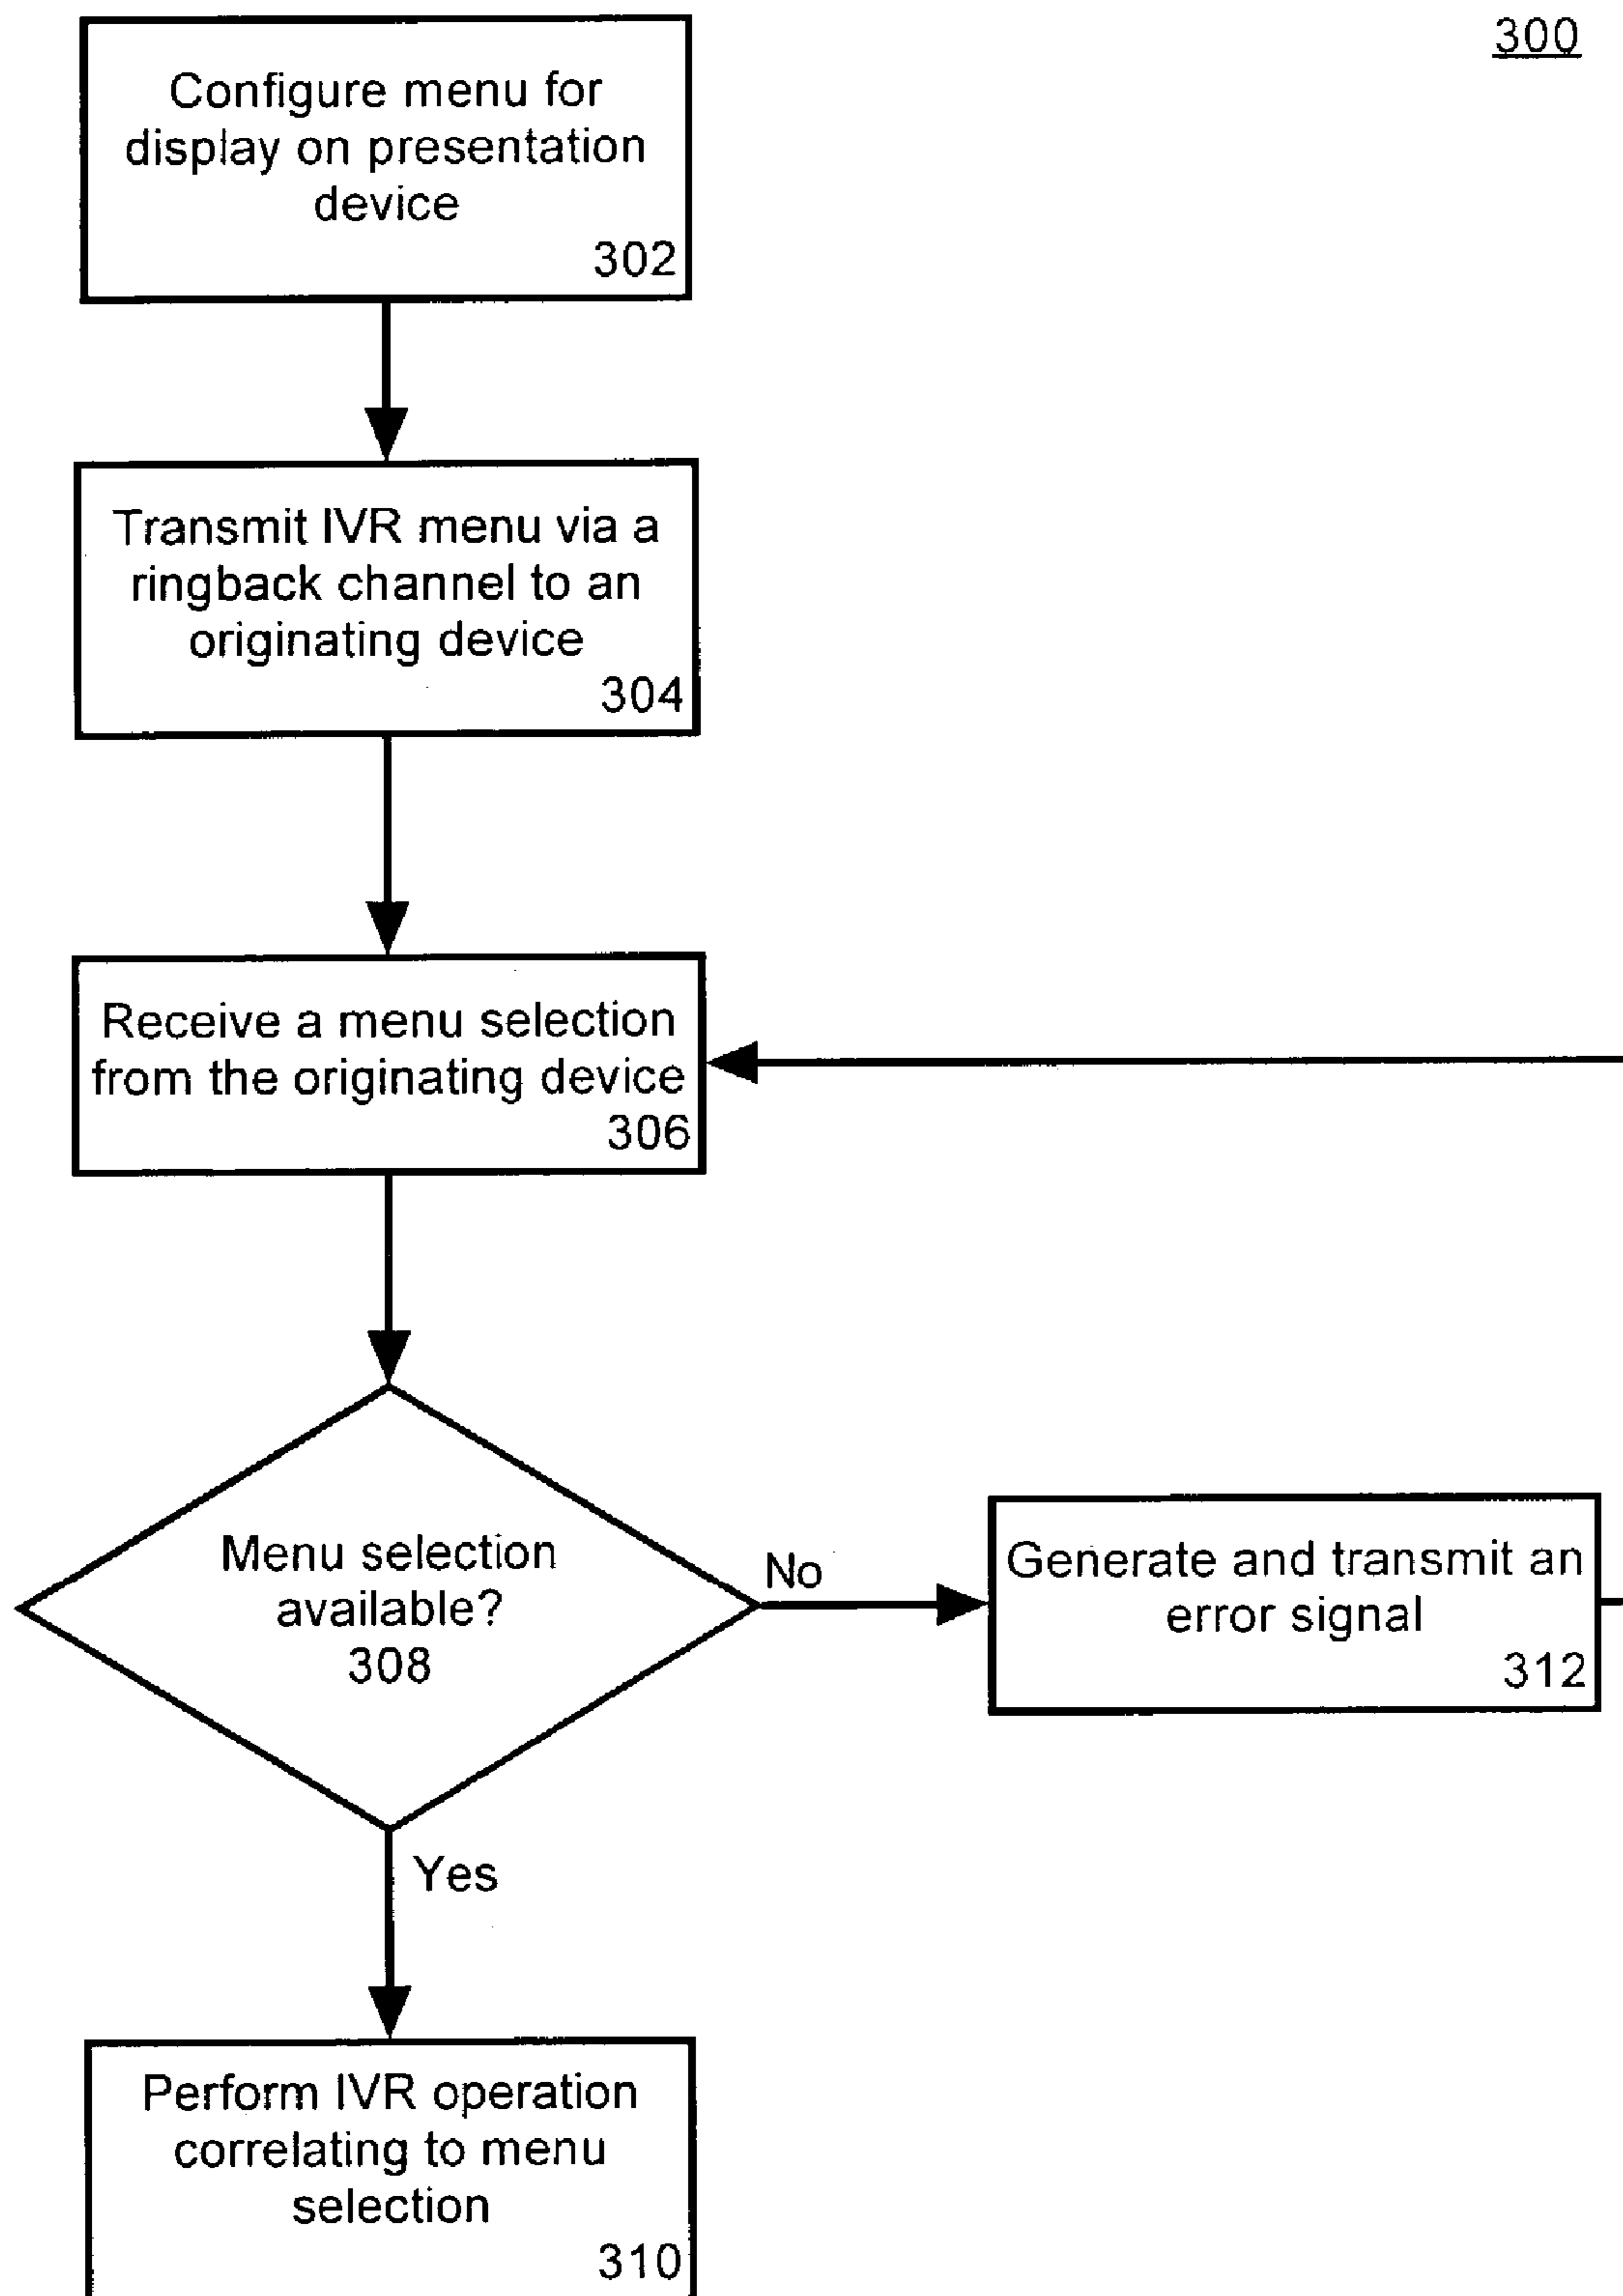 300
Configure menu for
display on presentation
device
302
Transmit IVR menu via a
ringback channel to an
originating device
304
Receive a menu selection
from the originating device
306
Menu selection
available?
308
No
Generate and transmit an
error signal
312
Yes
Perform IVR operation
correlating to menu
selection
310